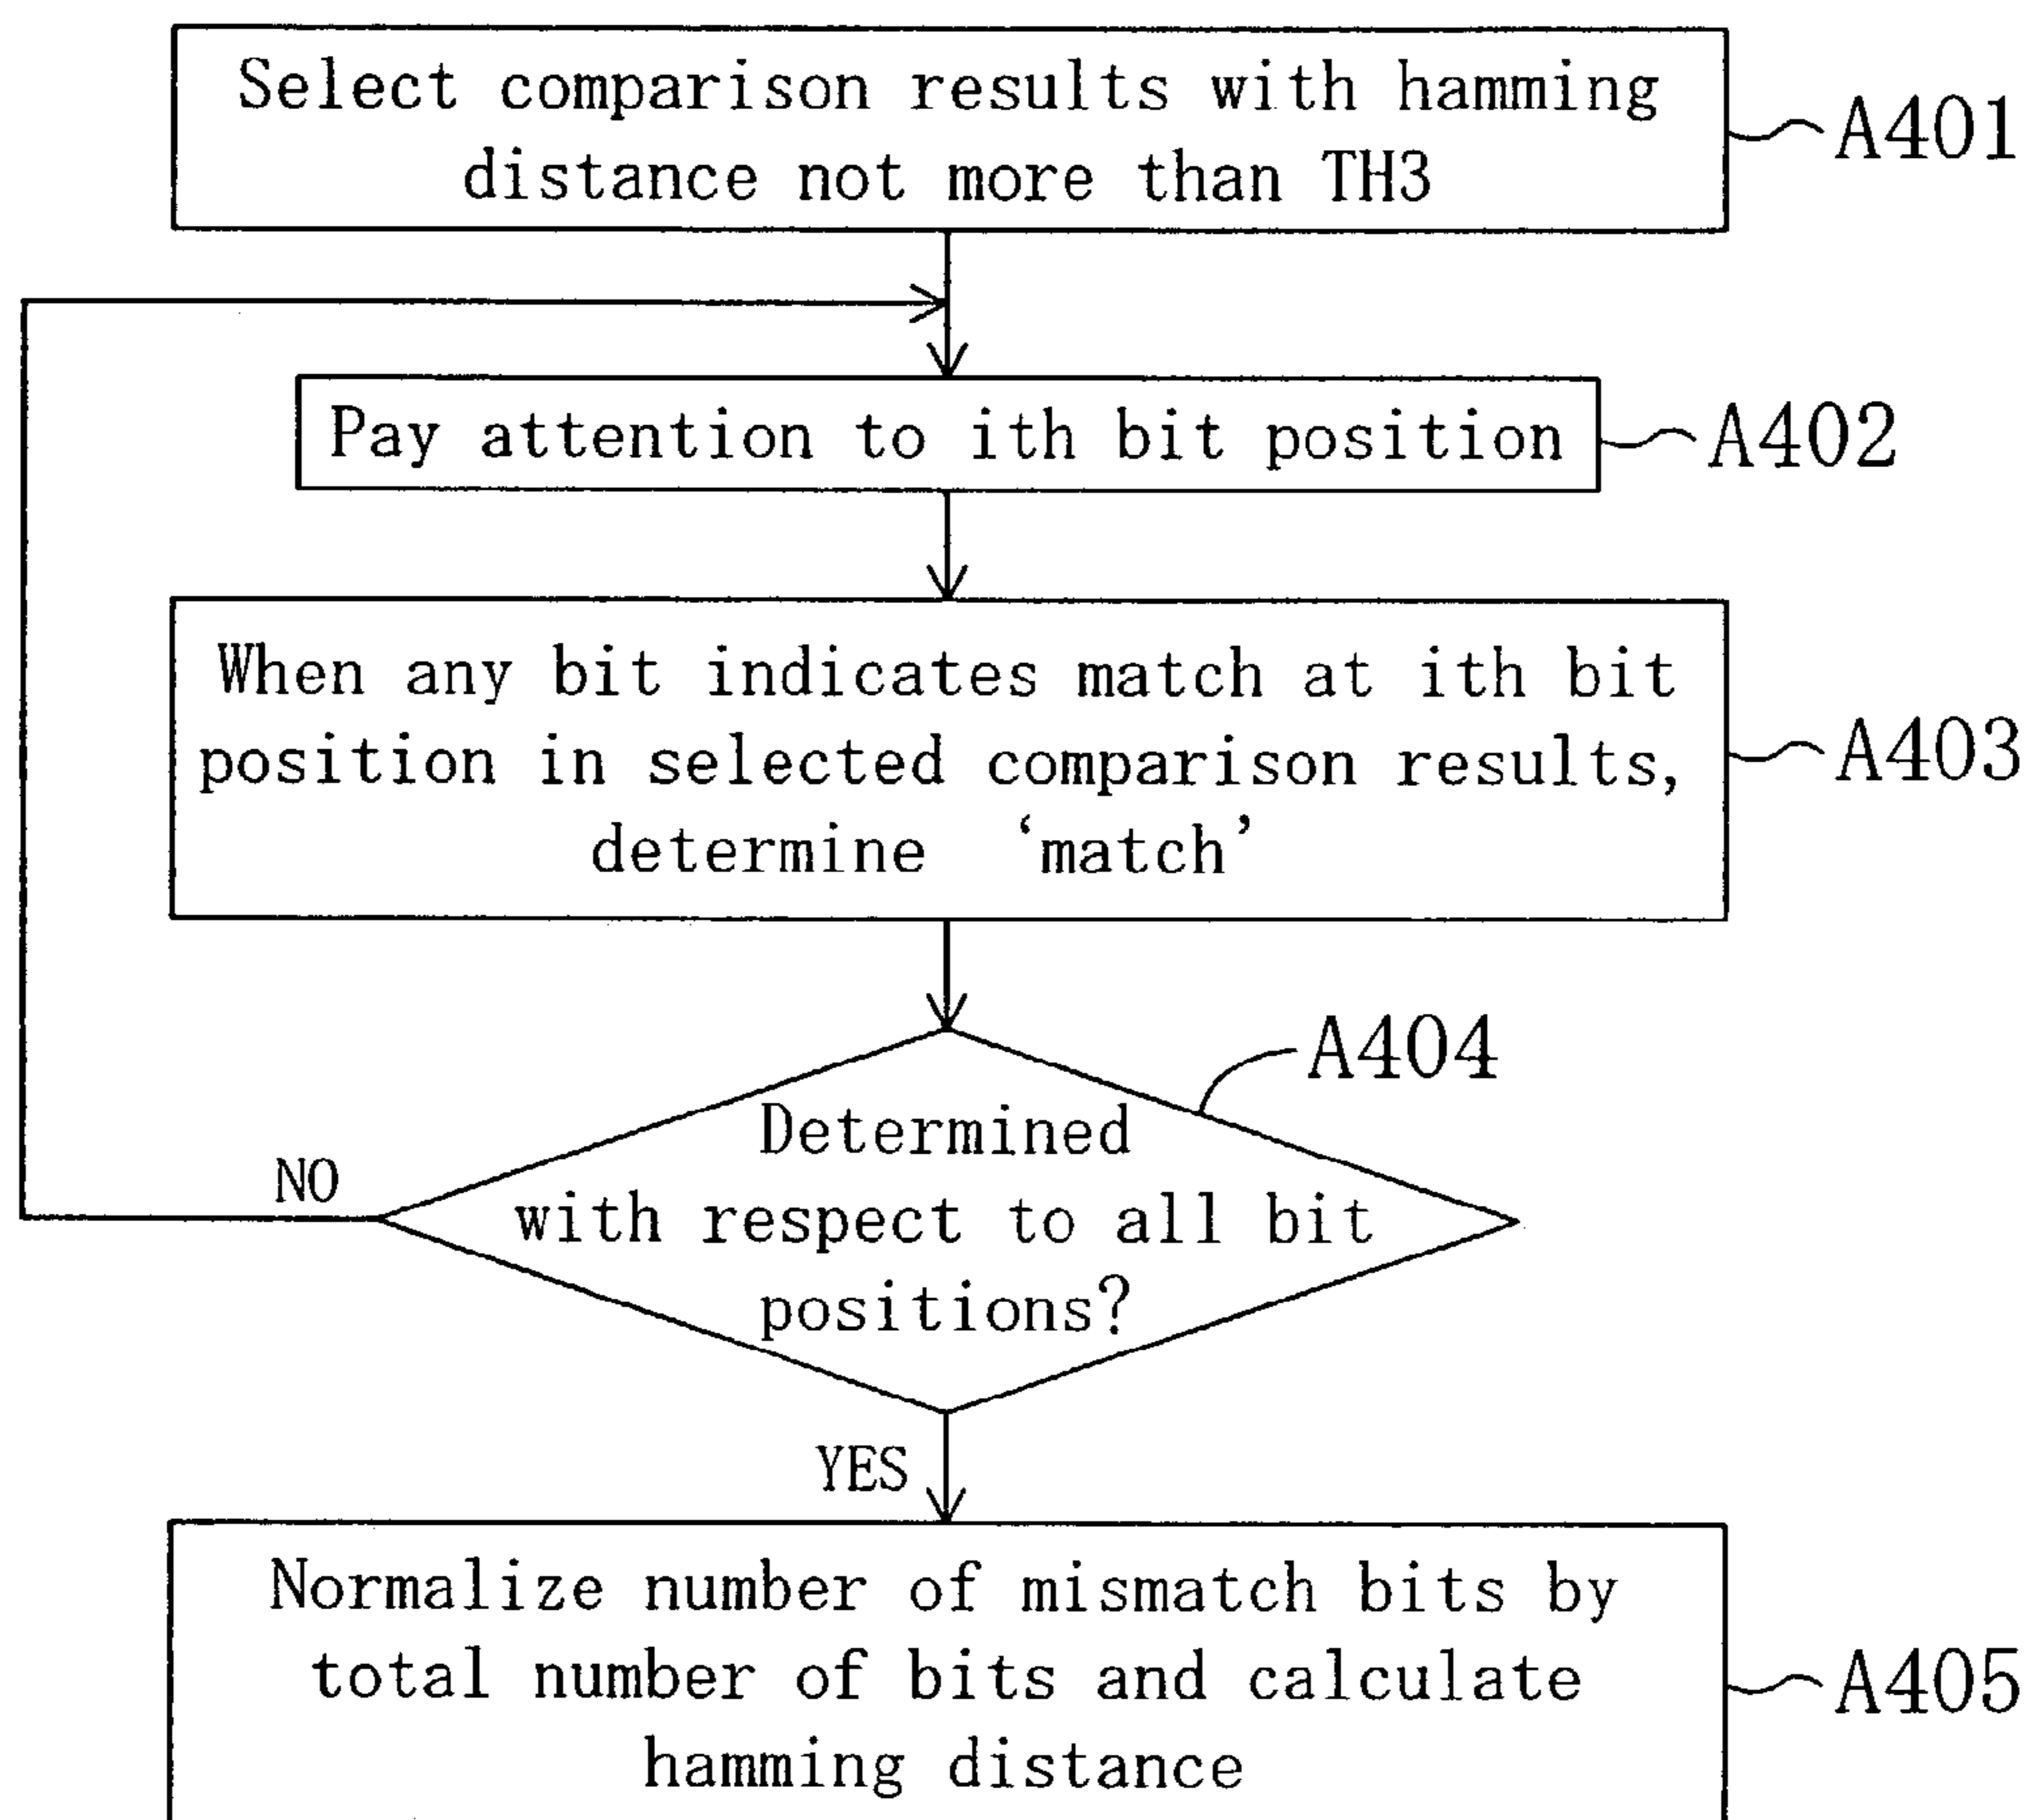 Select comparison results with hamming
distance not more than TH3
A401
Pay attention to ith bit position
A402
When any bit indicates match at ith bit
position in selected comparison results,
determine ‘match’
A403
A404
Determined
with respect to all bit
positions?
NO
YES
Normalize number of mismatch bits by
total number of bits and calculate
hamming distance
A405